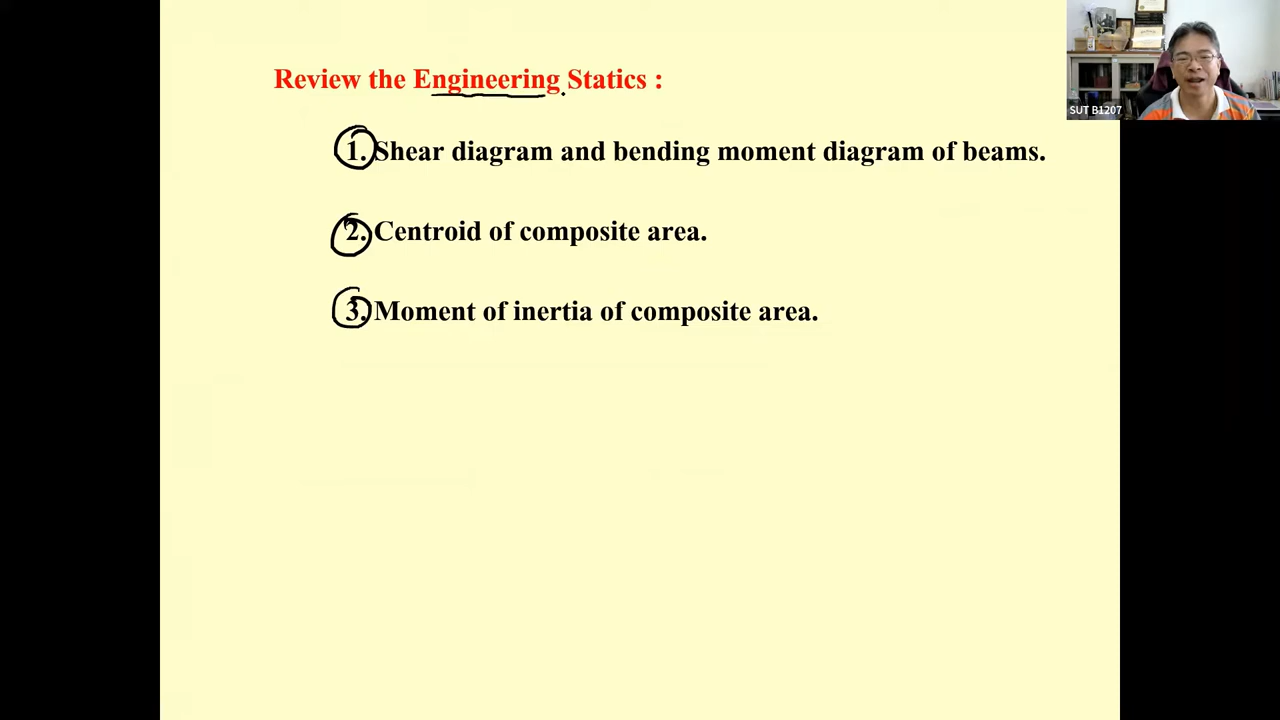 Review the Engineering Statics :
SUT B1207
1. Shear diagram and bending moment diagram of beams.
2. Centroid of composite area.
3. Moment of inertia of composite area.